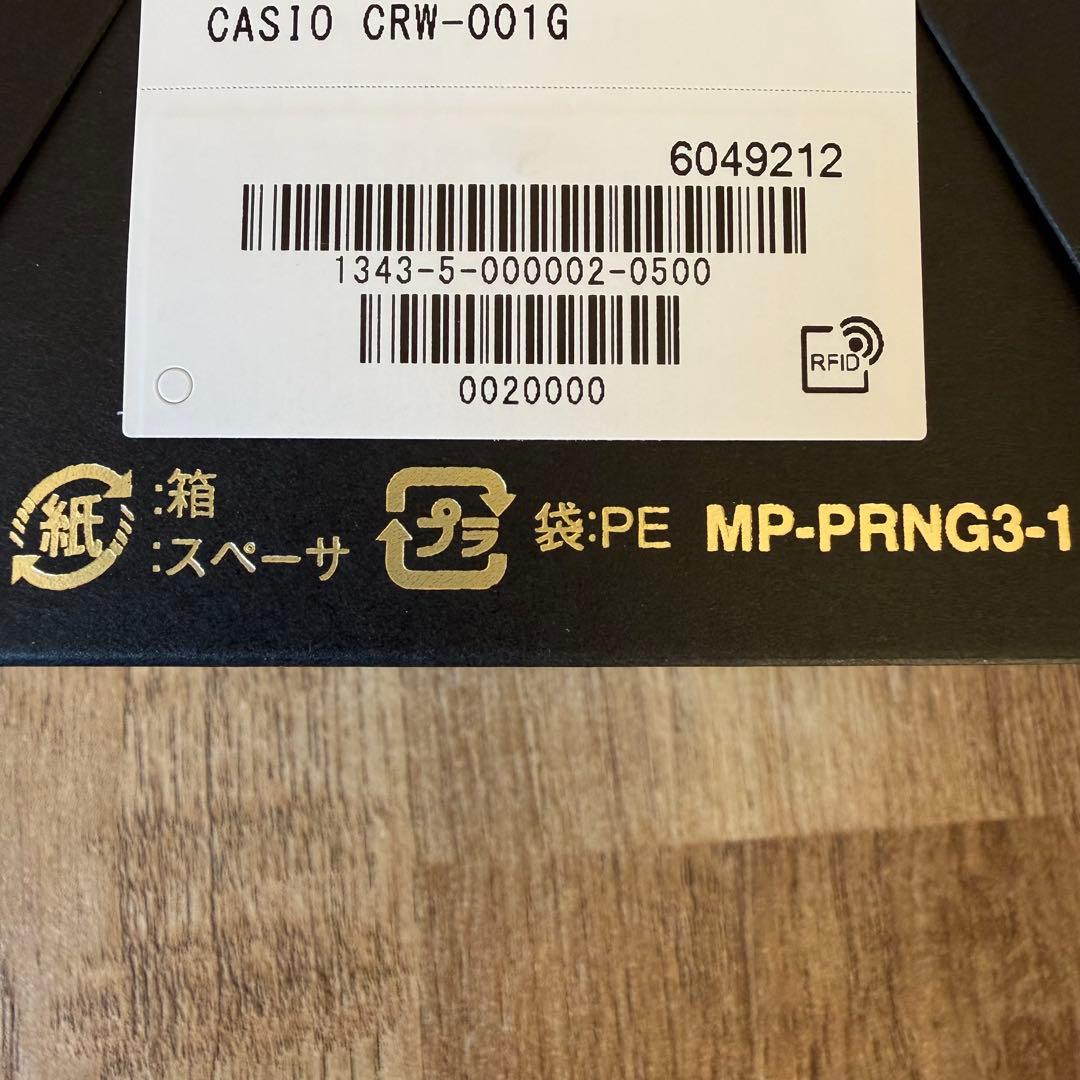 CASIO CRW-001G
6049212
1343-5-000002-0500
0020000
RFID
紙 :箱
:スペーサ
プラ 袋:PE MP-PRNG3-1